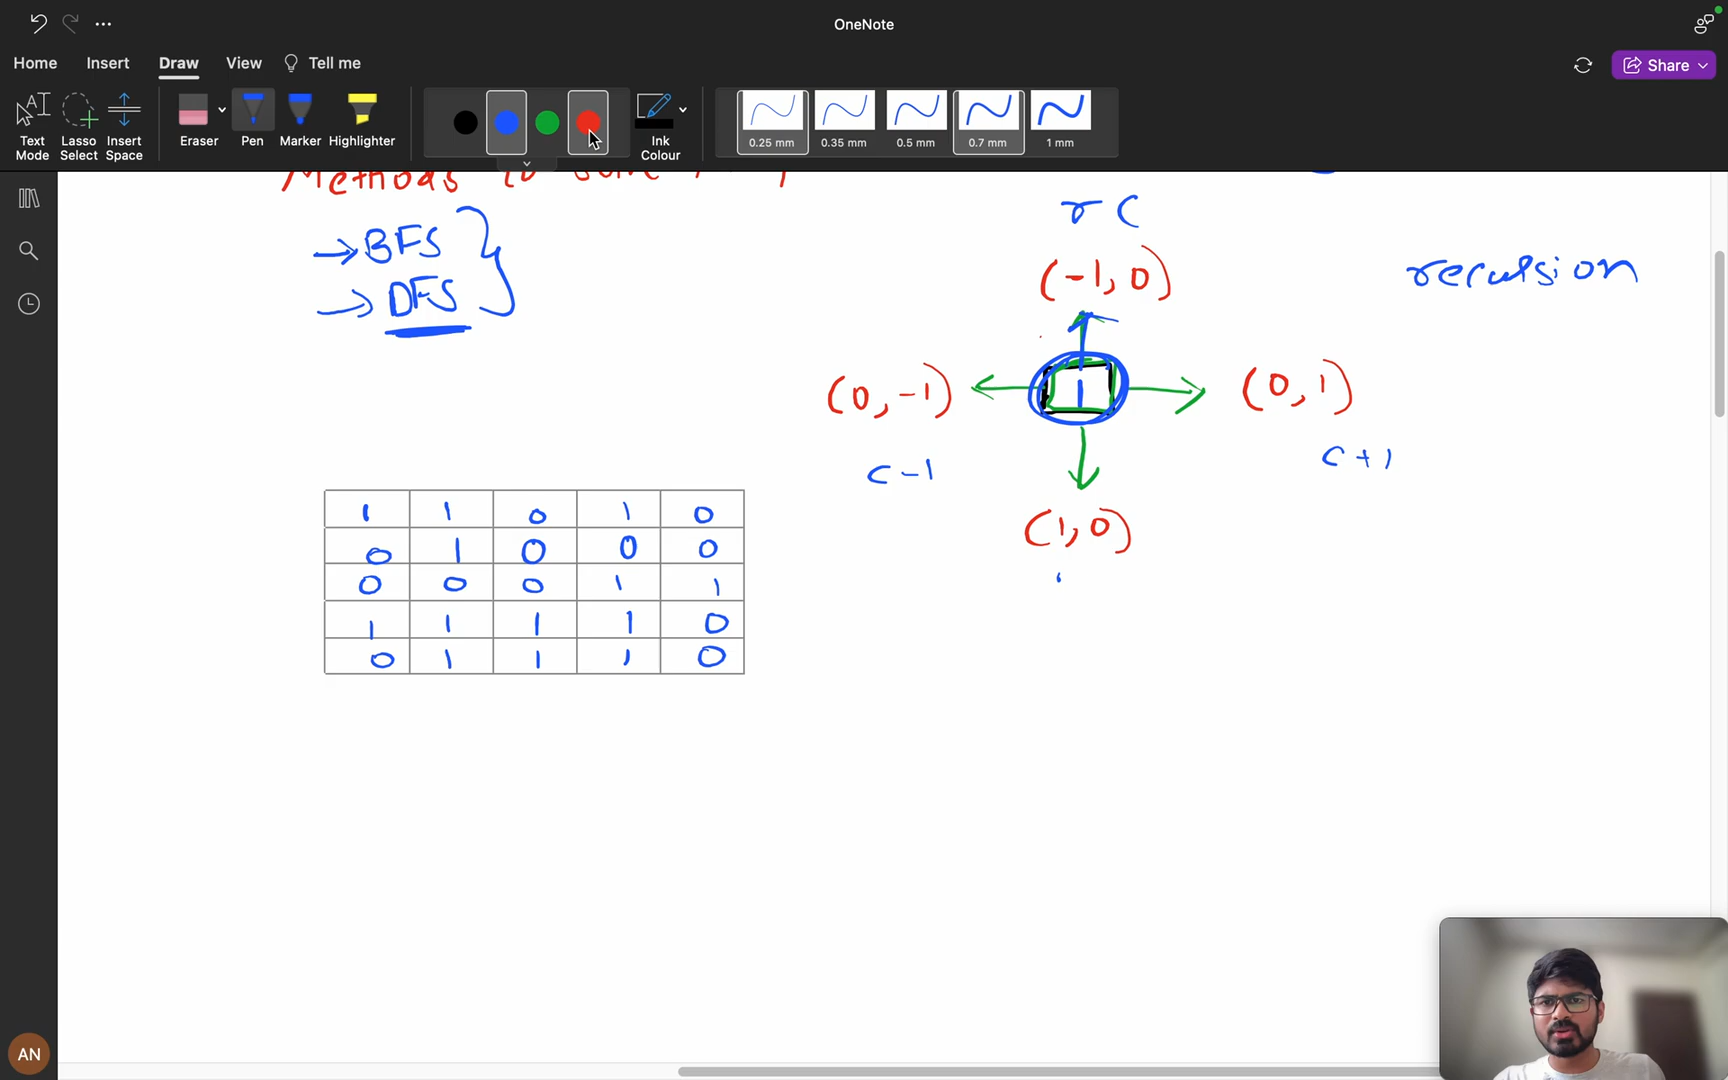 OneNote
Home Insert Draw View Tell me
Share
Text Mode
Lasso Select
Insert Space
Eraser
Pen
Marker
Highlighter
Ink Colour
0.25 mm
0.35 mm
0.5 mm
0.7 mm
1 mm
Methods to
→ BFS
→ DFS
r c
(-1, 0)
recursion
(0, -1)
1
(0, 1)
c - 1
c + 1
(1, 0)
1 1 0 1 0
0 1 0 0 0
0 0 0 1 1
1 1 1 1 0
0 1 1 1 0
AN